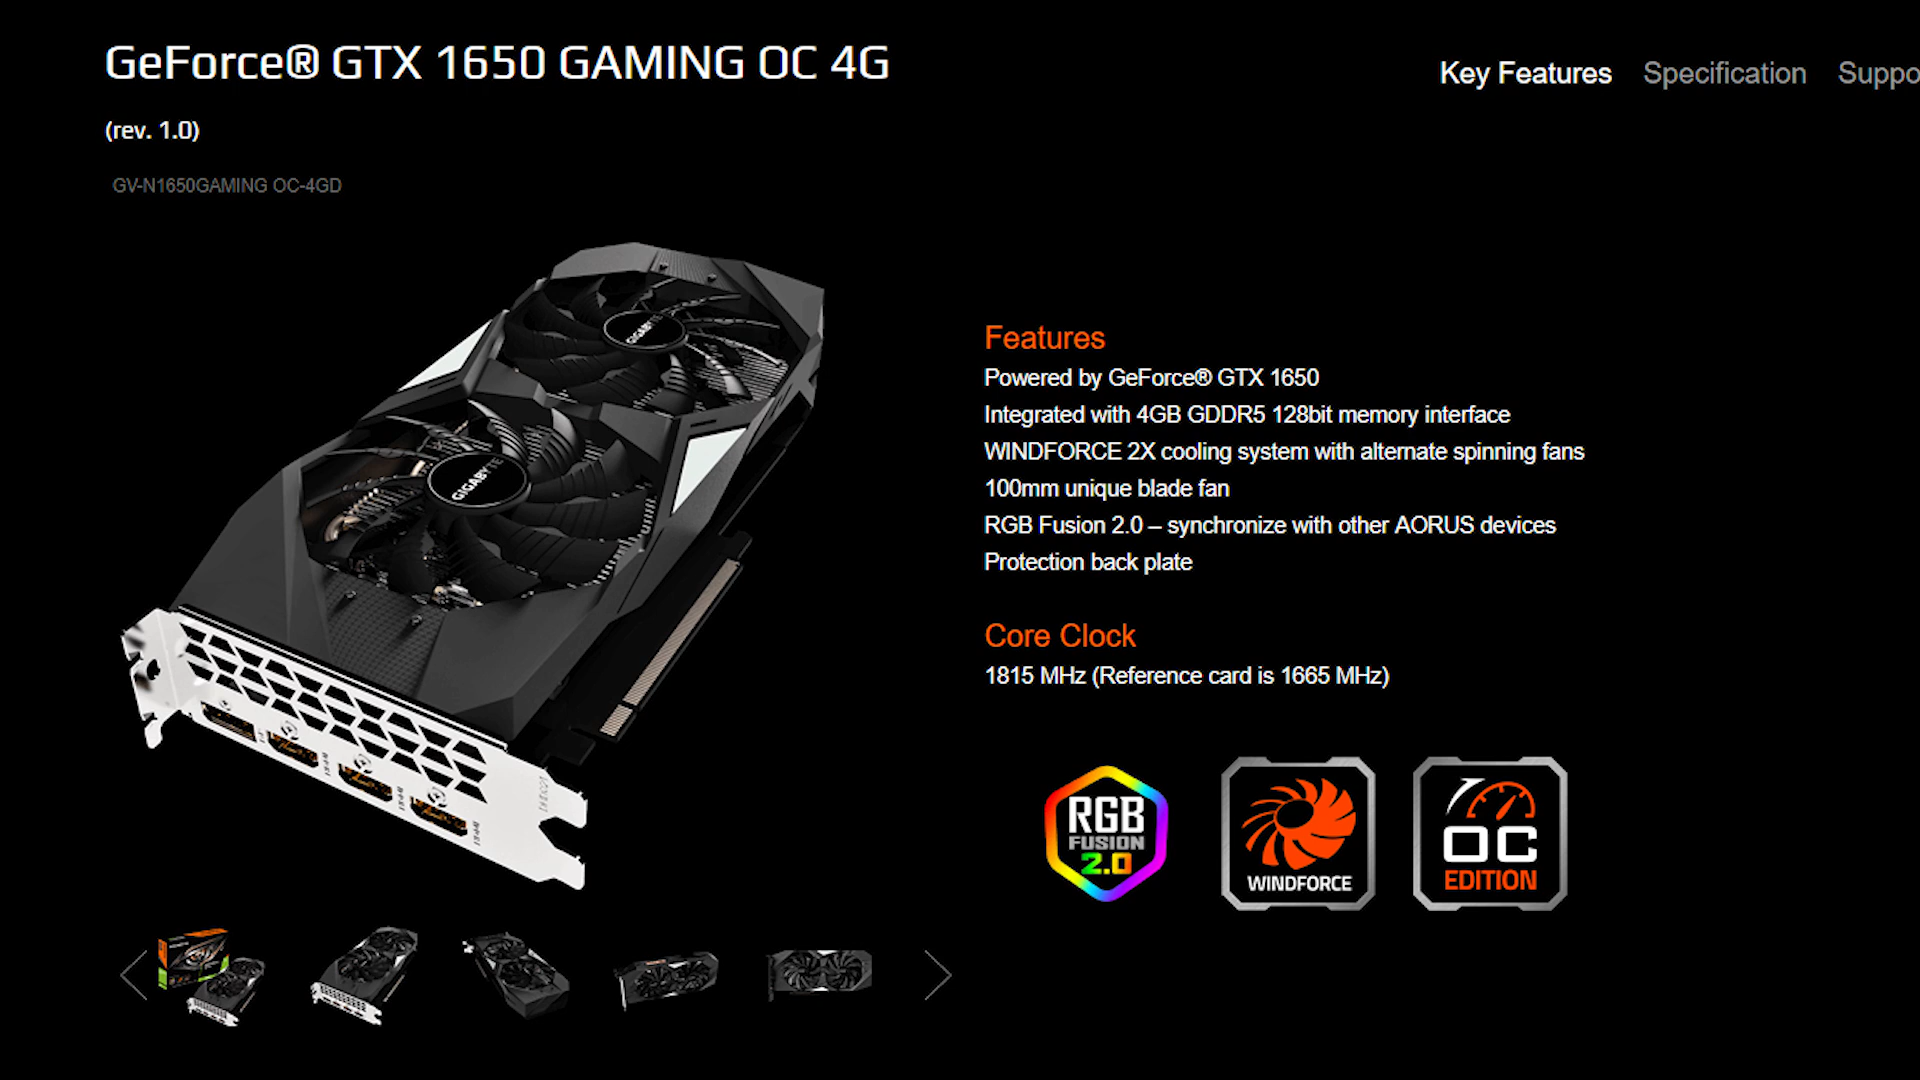 GeForce® GTX 1650 GAMING OC 4G
Key Features
Specification
Suppo
(rev. 1.0)
GV-N1650GAMING OC-4GD
GIGABYTE
GIGABYTE
Features
Powered by GeForce® GTX 1650
Integrated with 4GB GDDR5 128bit memory interface
WINDFORCE 2X cooling system with alternate spinning fans
100mm unique blade fan
RGB Fusion 2.0 – synchronize with other AORUS devices
Protection back plate
Core Clock
1815 MHz (Reference card is 1665 MHz)
RGB
FUSION
2.0
WINDFORCE
OC
EDITION